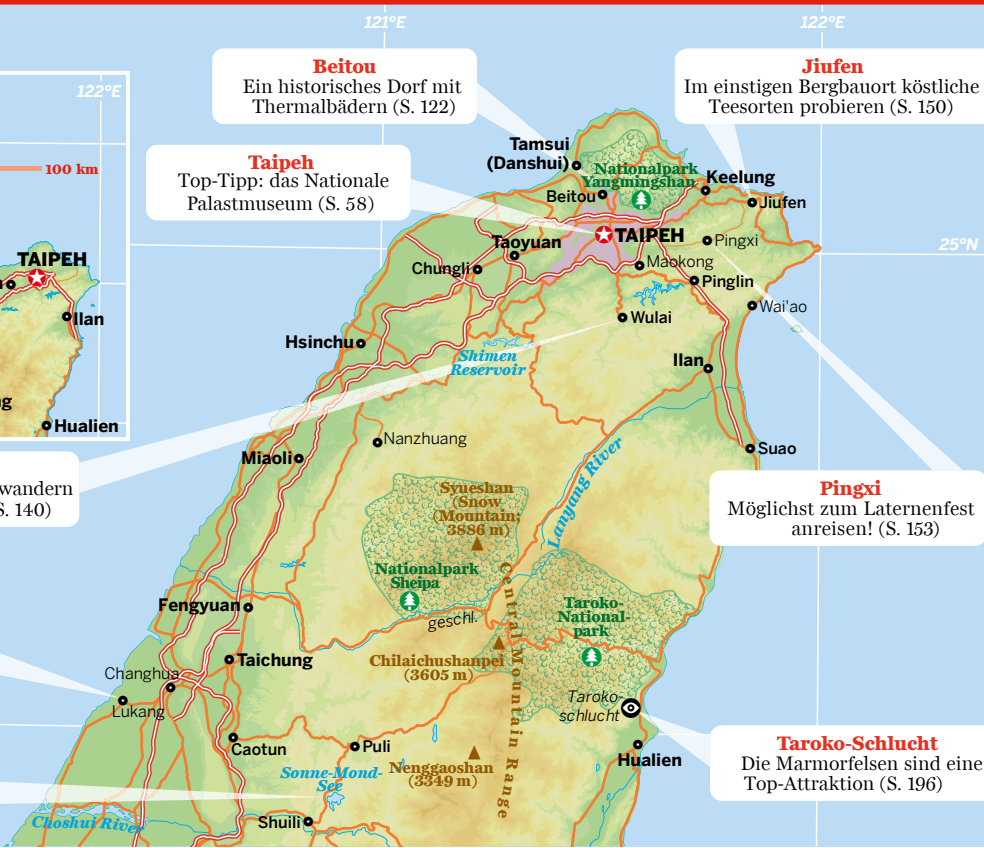 121°E
122°E
Beitou
Ein historisches Dorf mit
Thermalbädern (S. 122)
Jiufen
Im einstigen Bergbauort köstliche
Teesorten probieren (S. 150)
122°E
100 km
Taipeh
Top-Tipp: das Nationale
Palastmuseum (S. 58)
Tamsui
(Danshui)
Nationalpark
Yangmingshan
Keelung
Beitou
Jiufen
TAIPEH
Taoyuan
Pingxi
25°N
Chungli
Maokong
Pinglin
TAIPEH
Ilan
Wai'ao
Wulai
Hsinchu
Shimen
Reservoir
Ilan
Hualien
Nanzhuang
Miaoli
Suao
Lanyang River
wandern
S. 140)
Pingxi
Möglichst zum Laternenfest
anreisen! (S. 153)
Syueshan
(Snow
(Mountain;
3886 m)
Nationalpark
Sheipa
geschl.
Central Mountain Range
Taroko-
National-
park
Fengyuan
Taichung
Chilaichushanpei
(3605 m)
Changhua
Lukang
Taroko-
schlucht
Caotun
Puli
Hualien
Taroko-Schlucht
Die Marmorfelsen sind eine
Top-Attraktion (S. 196)
Sonne-Mond-
See
Nenggaoshan
(3349 m)
Choshui River
Shuili